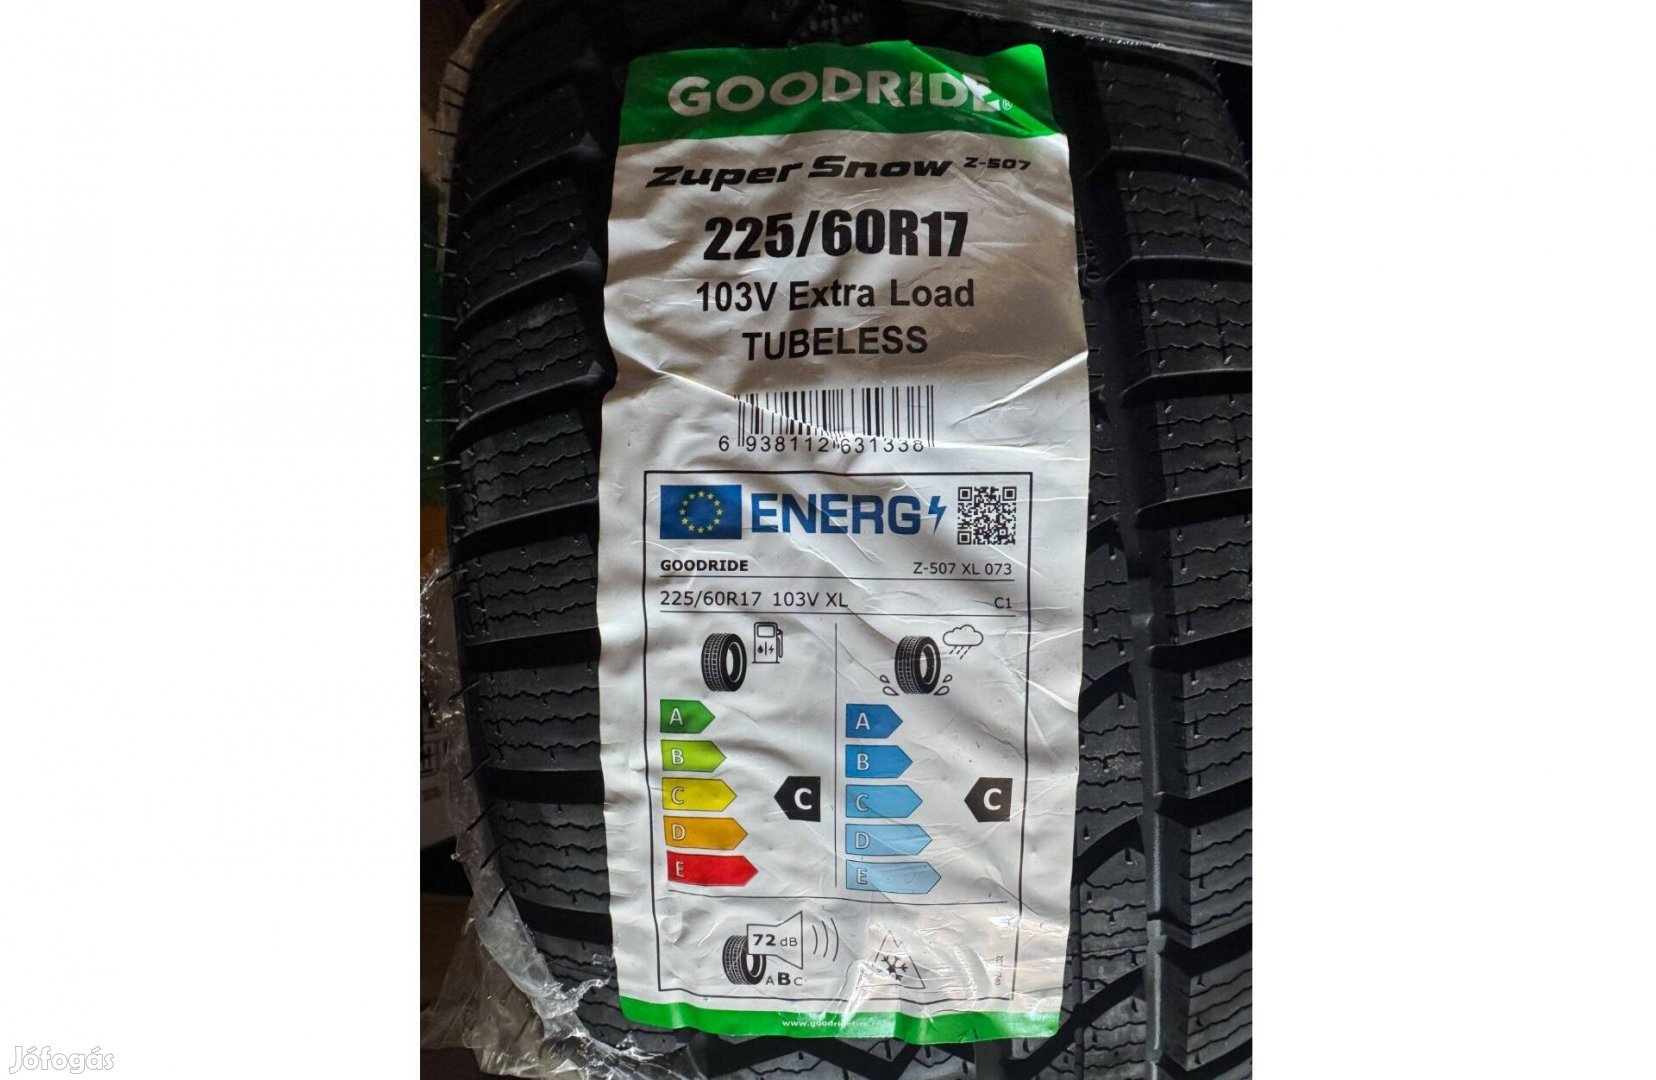 GOODRIDE®
Zuper Snow Z-507
225/60R17
103V Extra Load
TUBELESS
6 938112 631338
ENERG
GOODRIDE Z-507 XL 073
225/60R17 103V XL C1
A A
B B
C C C C
D D
E E
72 dB
ABC
www.goodridetire
Jófogás